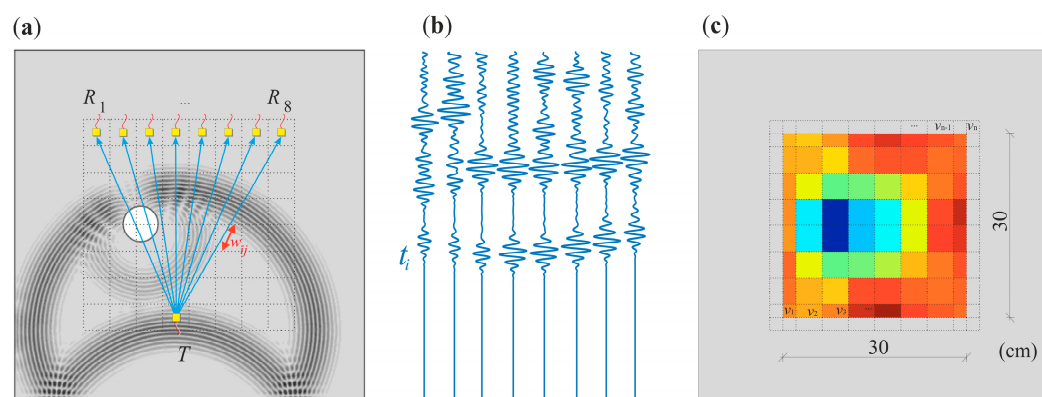 (a)
R1 ... R8
wij
T
(b)
ti
(c)
... vn-1 vn
v1 v2 v3 ...
30
30
(cm)